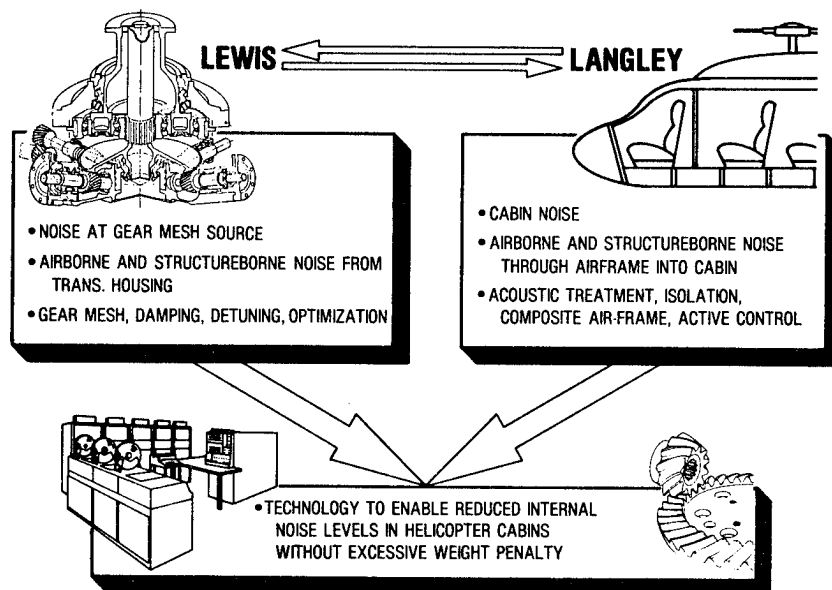 LEWIS
LANGLEY
• NOISE AT GEAR MESH SOURCE
• AIRBORNE AND STRUCTUREBORNE NOISE FROM
TRANS. HOUSING
• GEAR MESH, DAMPING, DETUNING, OPTIMIZATION
• CABIN NOISE
• AIRBORNE AND STRUCTUREBORNE NOISE
THROUGH AIRFRAME INTO CABIN
• ACOUSTIC TREATMENT, ISOLATION,
COMPOSITE AIR-FRAME, ACTIVE CONTROL
• TECHNOLOGY TO ENABLE REDUCED INTERNAL
NOISE LEVELS IN HELICOPTER CABINS
WITHOUT EXCESSIVE WEIGHT PENALTY